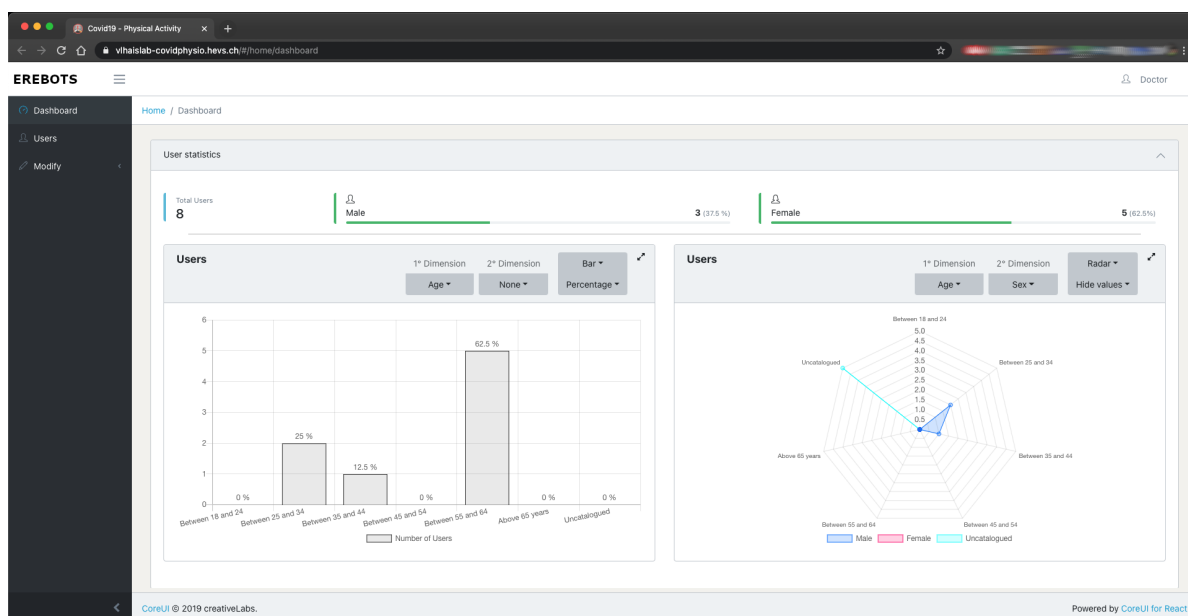 Covid19 - Physical Activity
vlhaislab-covidphysio.hevs.ch/#/home/dashboard
EREBOTS
Doctor
Dashboard
Users
Modify
Home / Dashboard
User statistics
Total Users
8
Male
3 (37.5 %)
Female
5 (62.5%)
Users
1° Dimension
2° Dimension
Bar
Age
None
Percentage
6
5
4
3
2
1
0
0 %
25 %
12.5 %
0 %
62.5 %
0 %
0 %
Between 18 and 24
Between 25 and 34
Between 35 and 44
Between 45 and 54
Between 55 and 64
Above 65 years
Uncatalogued
Number of Users
Users
1° Dimension
2° Dimension
Radar
Age
Sex
Hide values
Between 18 and 24
5.0
4.5
4.0
3.5
3.0
2.5
2.0
1.5
1.0
0.5
Uncatalogued
Between 25 and 34
Above 65 years
Between 35 and 44
Between 55 and 64
Between 45 and 54
Male
Female
Uncatalogued
CoreUI © 2019 creativeLabs.
Powered by CoreUI for React